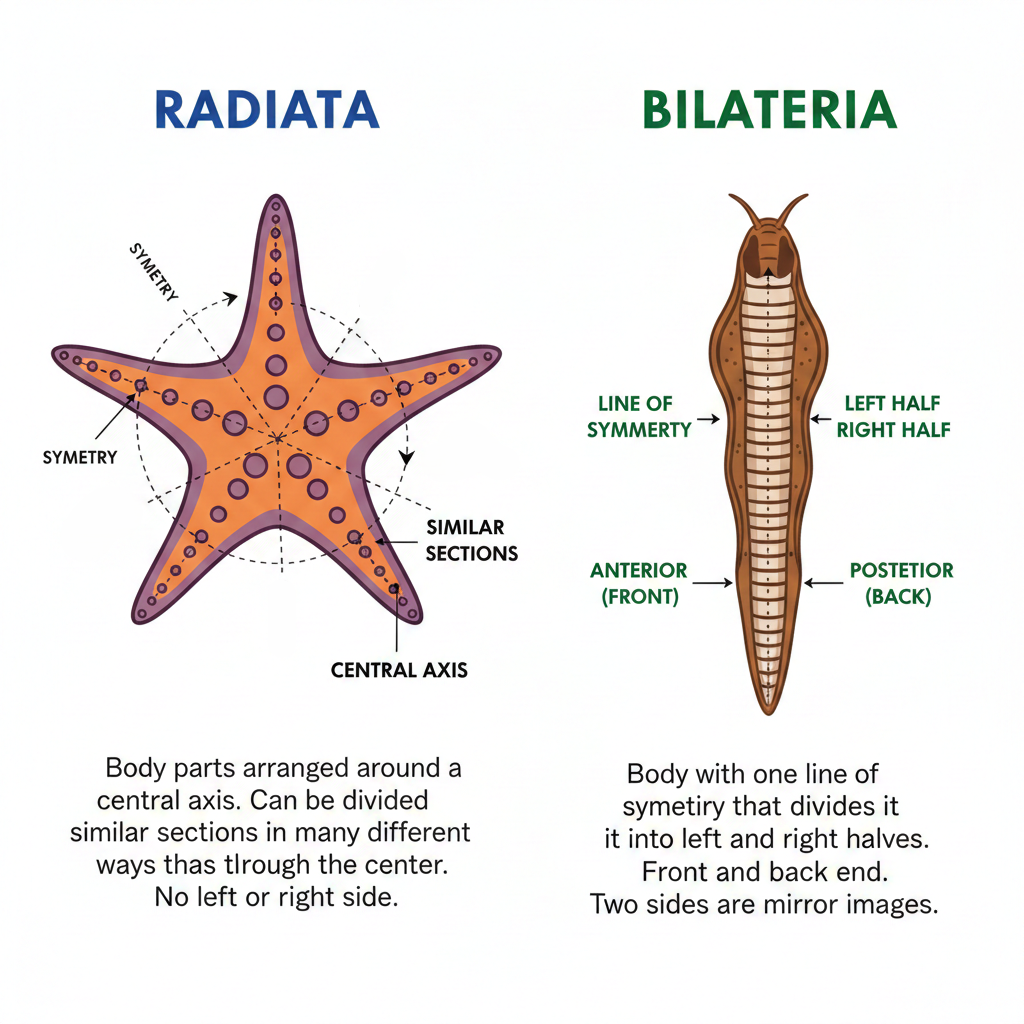 RADIATA
SYMETRY
SYMETRY
SIMILAR
SECTIONS
CENTRAL AXIS
Body parts arranged around a
central axis. Can be divided
similar sections in many different
ways thas tlrough the center.
No left or right side.
BILATERIA
LINE OF
SYMMERTY
LEFT HALF
RIGHT HALF
ANTERIOR
(FRONT)
POSTETIOR
(BACK)
Body with one line of
symetiry that divides it
it into left and right halves.
Front and back end.
Two sides are mirror images.